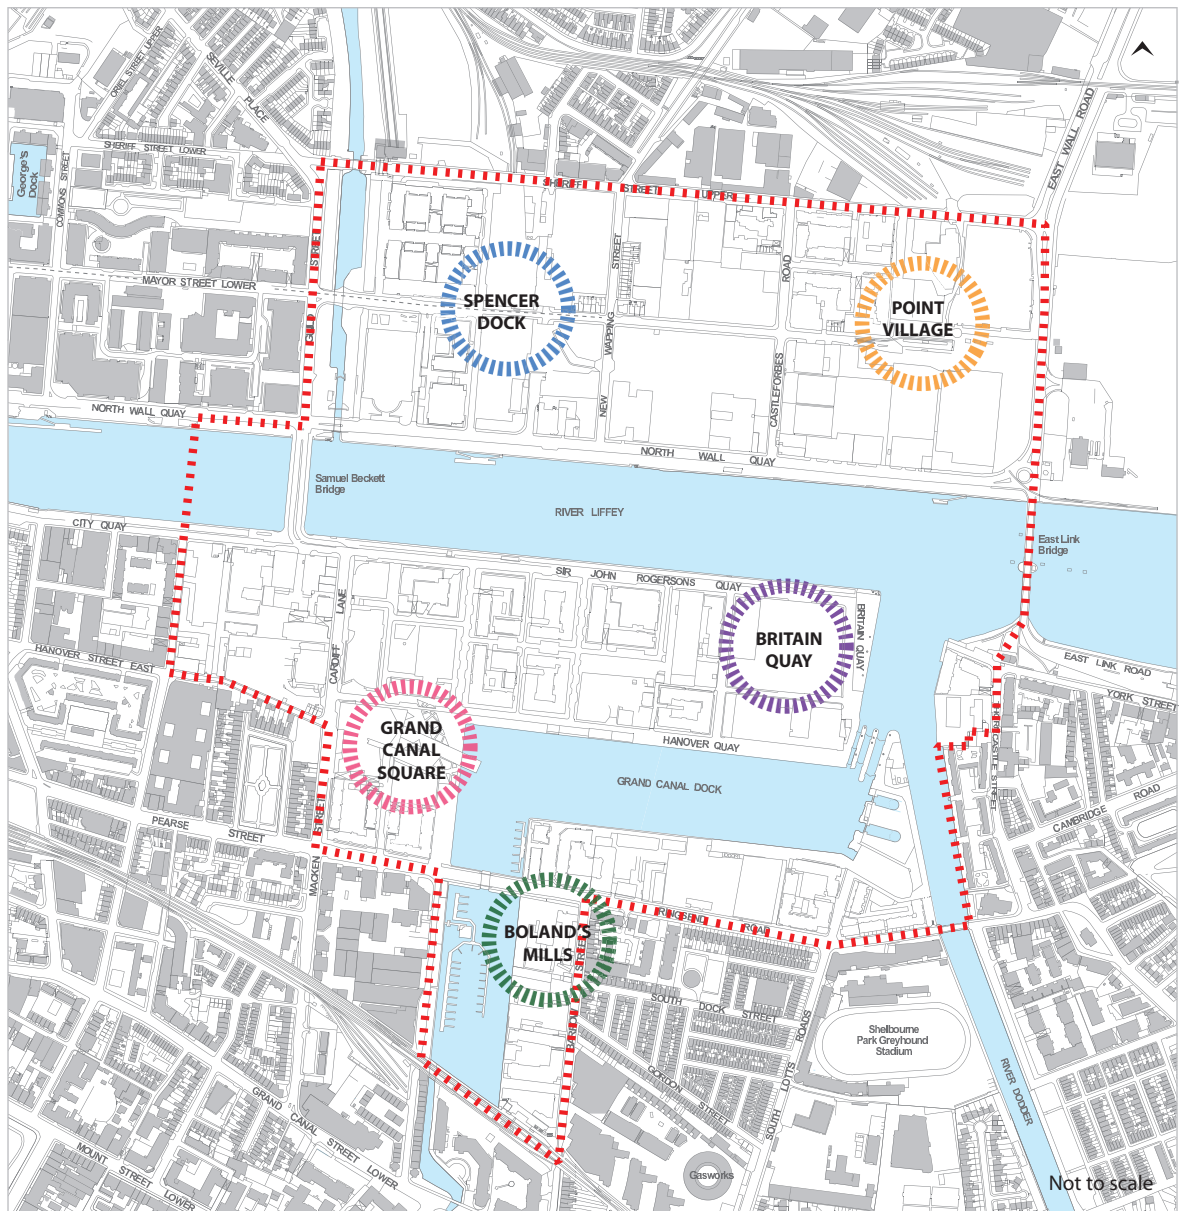 ORIEL STREET UPPER
SEVILLE
PLACE
EAST WALL ROAD
SHERIFF STREET LOWER
George's
Dock
COMMONS STREET
SHERIFF STREET UPPER
STREET
ROAD
MAYOR STREET LOWER
SPENCER
DOCK
POINT
VILLAGE
GUILD
STREET
WAPPING
NEW
CASTLEFORBES
NORTH WALL QUAY
NORTH WALL QUAY
Samuel Beckett
Bridge
RIVER LIFFEY
CITY QUAY
East Link
Bridge
SIR JOHN ROGERSONS QUAY
LANE
CARDIFF
BRITAIN QUAY
BRITAIN
QUAY
HANOVER STREET EAST
EAST LINK ROAD
YORK STREET
THORNCASTLE STREET
GRAND
CANAL
SQUARE
HANOVER QUAY
GRAND CANAL DOCK
PEARSE STREET
STREET
MACKEN
CAMBRIDGE ROAD
BOLAND'S
MILLS
RINGSEND ROAD
STREET
BARROW
SOUTH DOCK STREET
ROADS
LOTTS
SOUTH
Shelbourne
Park Greyhound
Stadium
GORDON STREET
RIVER DODDER
GRAND CANAL STREET LOWER
MOUNT STREET LOWER
Gasworks
Not to scale